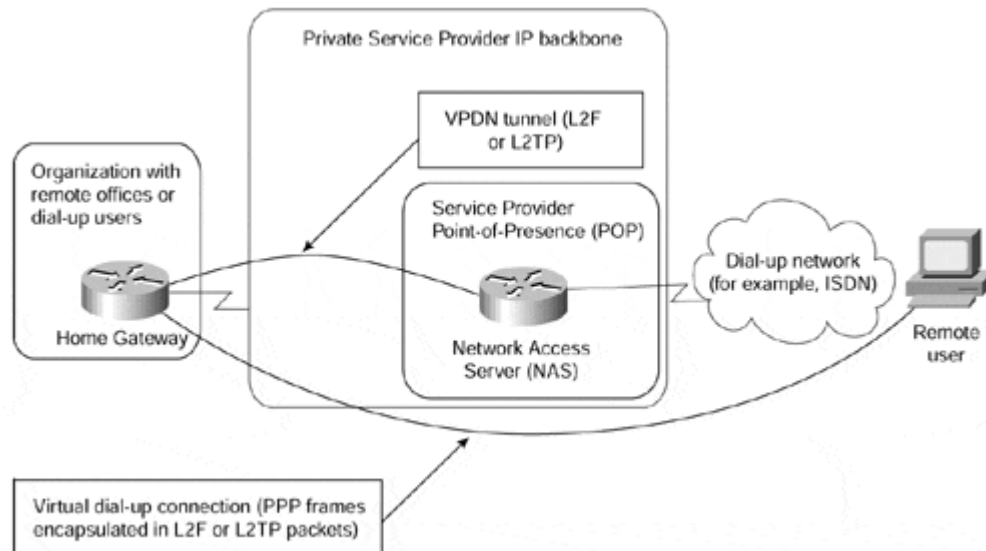 Private Service Provider IP backbone
VPDN tunnel (L2F
or L2TP)
Organization with
remote offices or
dial-up users
Service Provider
Point-of-Presence (POP)
Dial-up network
(for example, ISDN)
Home Gateway
Network Access
Server (NAS)
Remote
user
Virtual dial-up connection (PPP frames
encapsulated in L2F or L2TP packets)